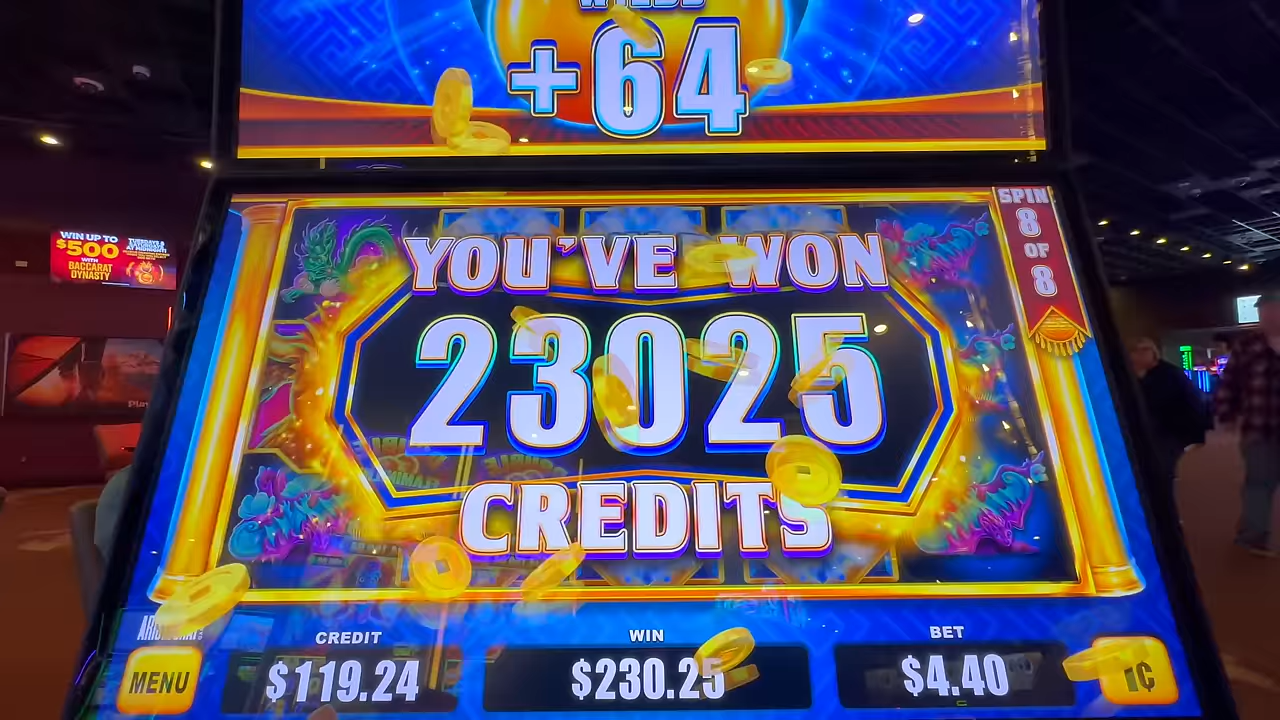 +64
YOU'VE WON
23025
CREDITS
SPIN
8
OF
8
WIN UP TO
$500
WITH
BACCARAT
DYNASTY
CREDIT
WIN
BET
MENU
$119.24
$230.25
$4.40
1¢